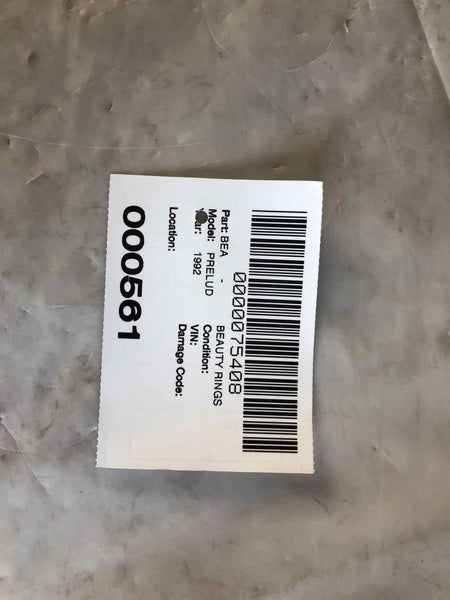 0000075408
Part: BEA - BEAUTY RINGS
Model: PRELUD Condition:
Year: 1992 VIN:
Damage Code:
Location:
000561